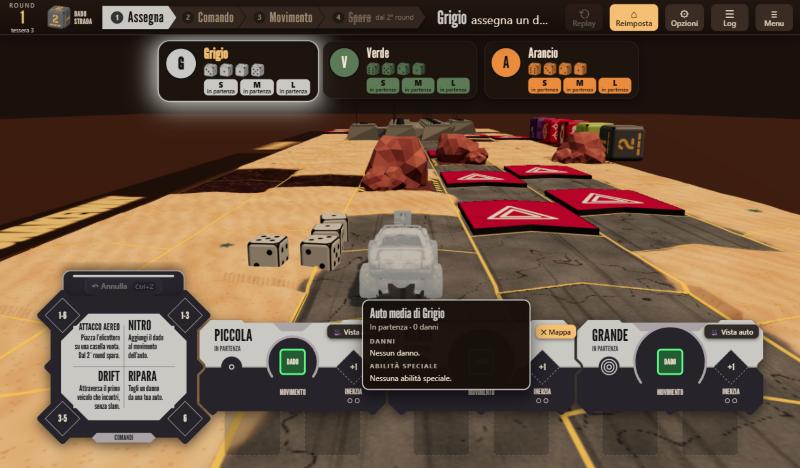 ROUND
1
tessera 3
2
DADO
STRADA
1 Assegna
2 Comando
3 Movimento
4 Spara dal 2° round
Grigio assegna un d...
Replay
Reimposta
Opzioni
Log
Menu
G
Grigio
S
in partenza
M
in partenza
L
in partenza
V
Verde
S
in partenza
M
in partenza
L
in partenza
A
Arancio
S
in partenza
M
in partenza
L
in partenza
2
Annulla Ctrl+Z
1-6
1-3
3-5
6
ATTACCO AEREO
Piazza l'elicottero
su una casella vuota.
Dal 2° round spara.
NITRO
Aggiungi il dado
al movimento
dell'auto.
DRIFT
Attraversa il primo
veicolo che incontri,
senza slam.
RIPARA
Togli un danno
da una tua auto.
COMANDI
PICCOLA
IN PARTENZA
Vista
DADO
MOVIMENTO
+1
INERZIA
Auto media di Grigio
In partenza · 0 danni
DANNI
Nessun danno.
ABILITÀ SPECIALE
Nessuna abilità speciale.
Mappa
MOVIMENTO
+1
INERZIA
GRANDE
IN PARTENZA
Vista auto
DADO
MOVIMENTO
+1
INERZIA